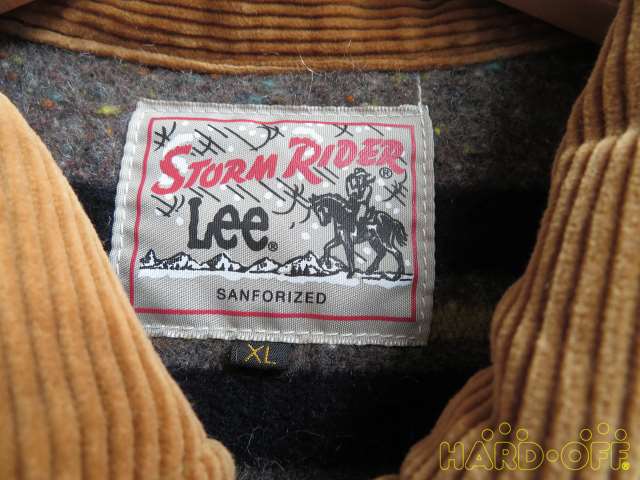 STORM RIDER®
Lee®
SANFORIZED
XL
HARD·OFF®